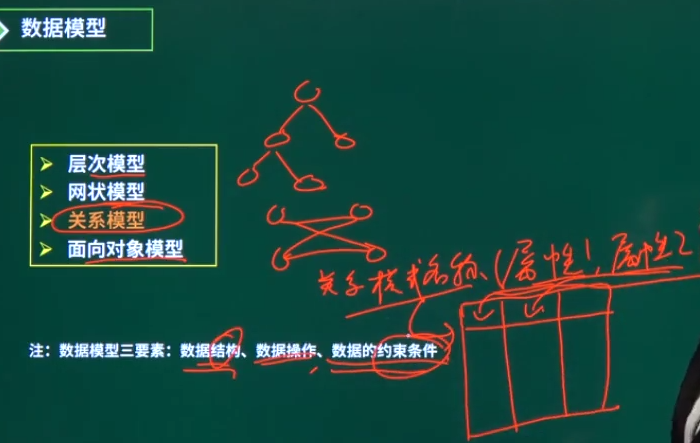 数据模型
层次模型
网状模型
关系模型
面向对象模型
关系模式名称(属性1,属性2
注：数据模型三要素：数据结构、数据操作、数据的约束条件